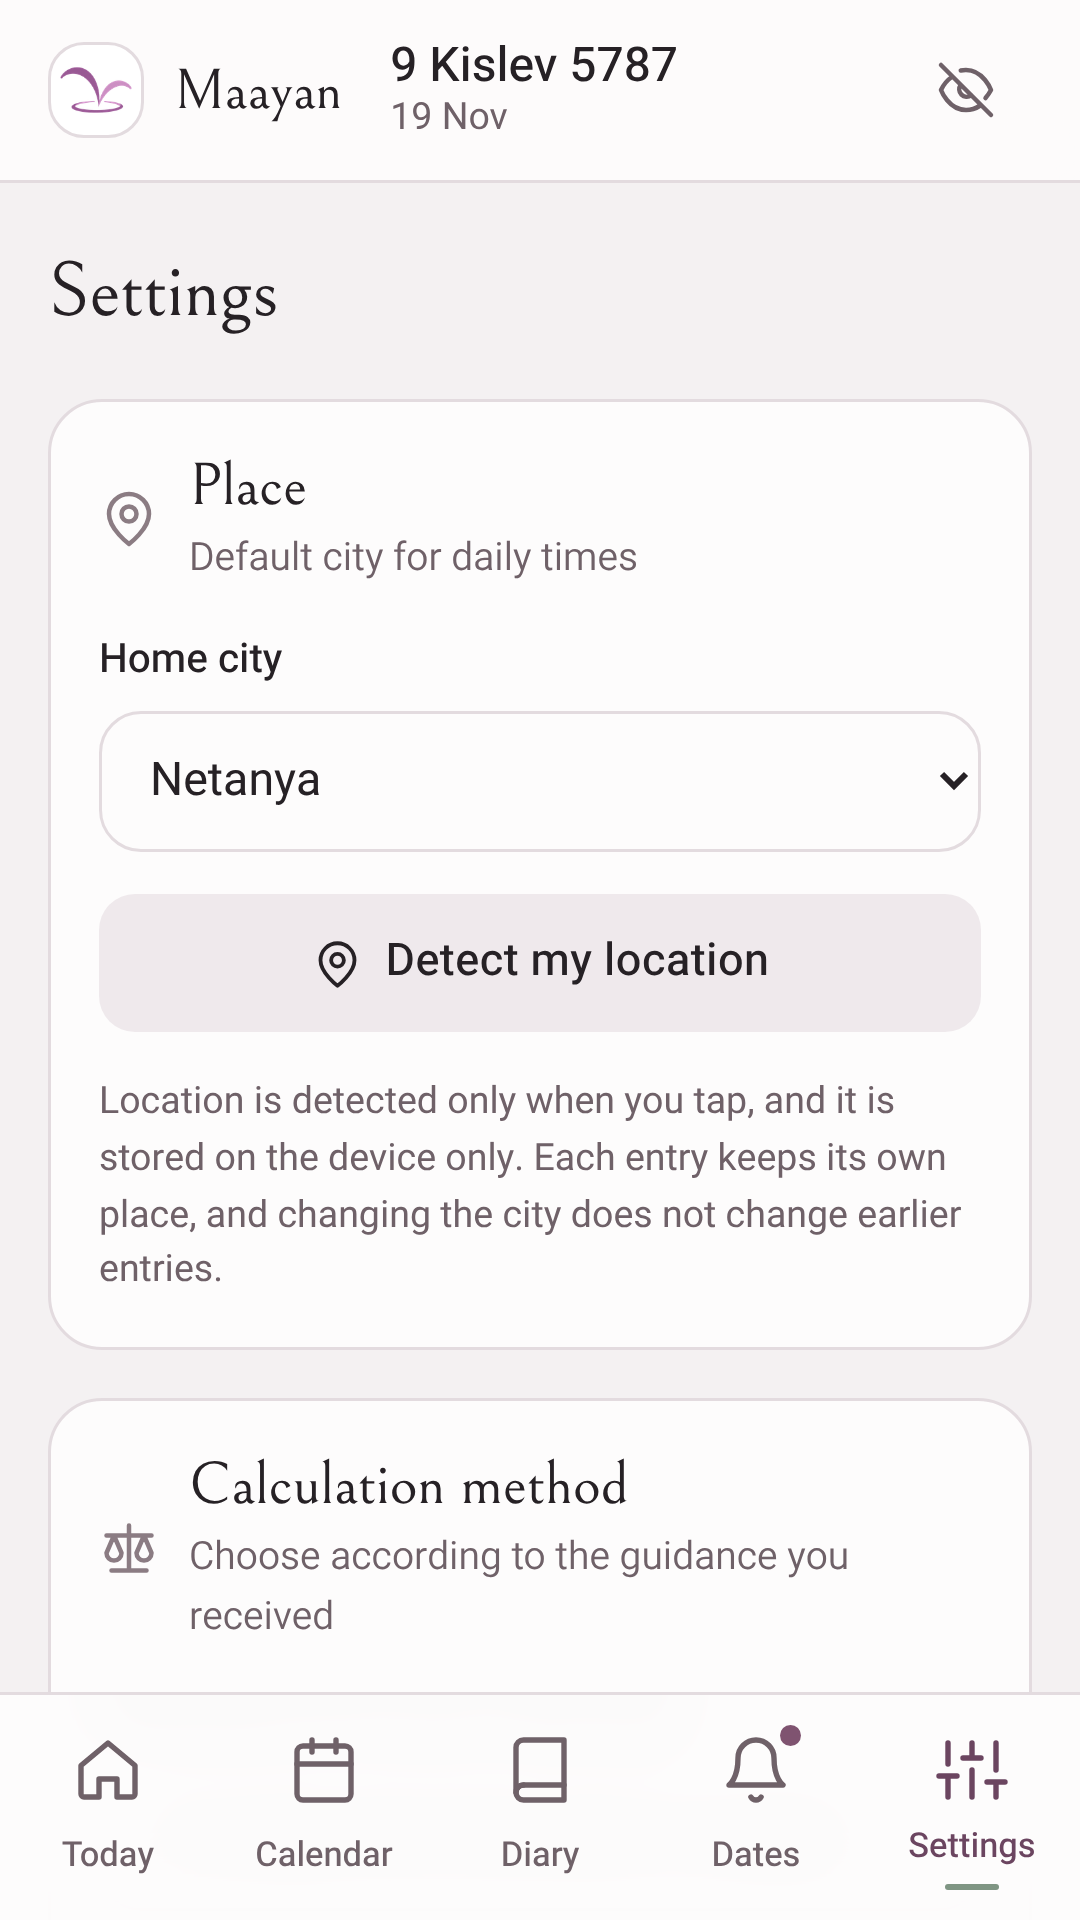 Maayan
9 Kislev 5787
19 Nov
Settings
Place
Default city for daily times
Home city
Netanya
Detect my location
Location is detected only when you tap, and it is
stored on the device only. Each entry keeps its own
place, and changing the city does not change earlier
entries.
Calculation method
Choose according to the guidance you
received
Today
Calendar
Diary
Dates
Settings